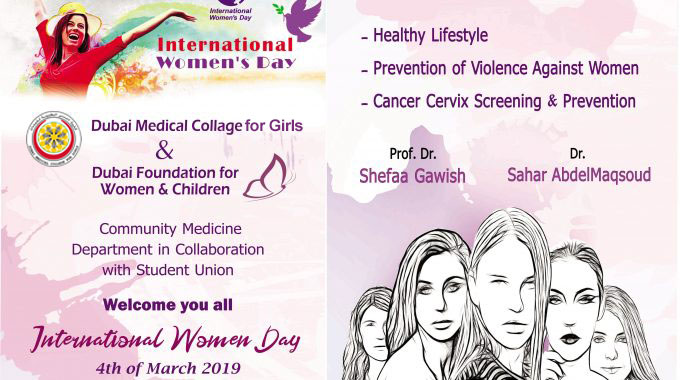 International
Women's Day
International
Women's Day
Dubai Medical Collage for Girls
&
Dubai Foundation for
Women & Children
Community Medicine
Department in Collaboration
with Student Union
Welcome you all
International Women Day
4th of March 2019
- Healthy Lifestyle
- Prevention of Violence Against Women
- Cancer Cervix Screening & Prevention
Prof. Dr.
Shefaa Gawish
Dr.
Sahar AbdelMaqsoud